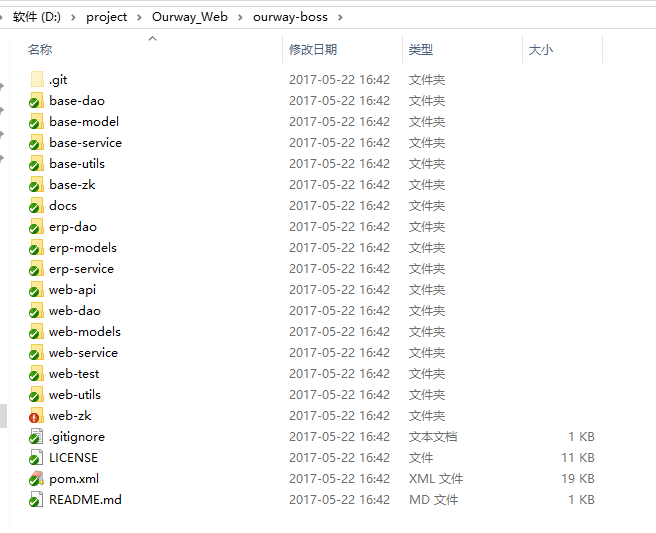 软件 (D:) > project > Ourway_Web > ourway-boss >
名称 修改日期 类型 大小
.git 2017-05-22 16:42 文件夹
base-dao 2017-05-22 16:42 文件夹
base-model 2017-05-22 16:42 文件夹
base-service 2017-05-22 16:42 文件夹
base-utils 2017-05-22 16:42 文件夹
base-zk 2017-05-22 16:42 文件夹
docs 2017-05-22 16:42 文件夹
erp-dao 2017-05-22 16:42 文件夹
erp-models 2017-05-22 16:42 文件夹
erp-service 2017-05-22 16:42 文件夹
web-api 2017-05-22 16:42 文件夹
web-dao 2017-05-22 16:42 文件夹
web-models 2017-05-22 16:42 文件夹
web-service 2017-05-22 16:42 文件夹
web-test 2017-05-22 16:42 文件夹
web-utils 2017-05-22 16:42 文件夹
web-zk 2017-05-22 16:42 文件夹
.gitignore 2017-05-22 16:42 文本文档 1 KB
LICENSE 2017-05-22 16:42 文件 11 KB
pom.xml 2017-05-22 16:42 XML 文件 19 KB
README.md 2017-05-22 16:42 MD 文件 1 KB